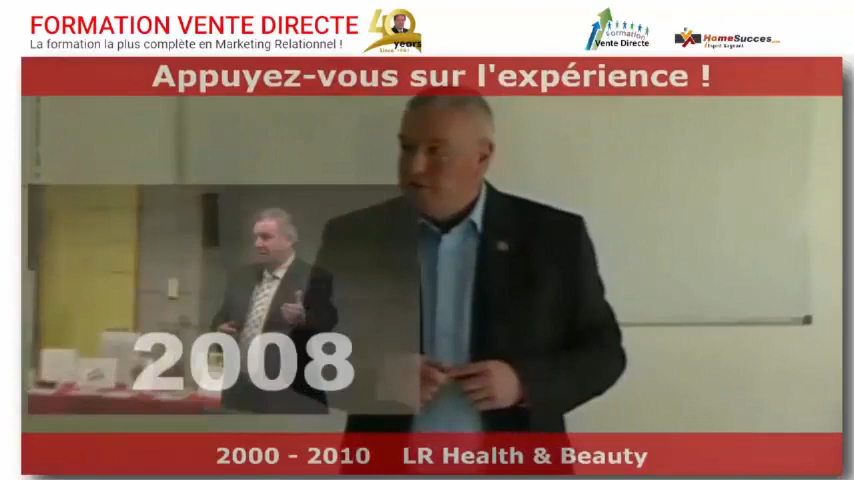 FORMATION VENTE DIRECTE
La formation la plus complète en Marketing Relationnel !
40
years
Formation
Vente Directe
HomeSucces
Appuyez-vous sur l'expérience !
2008
2000 - 2010 LR Health & Beauty